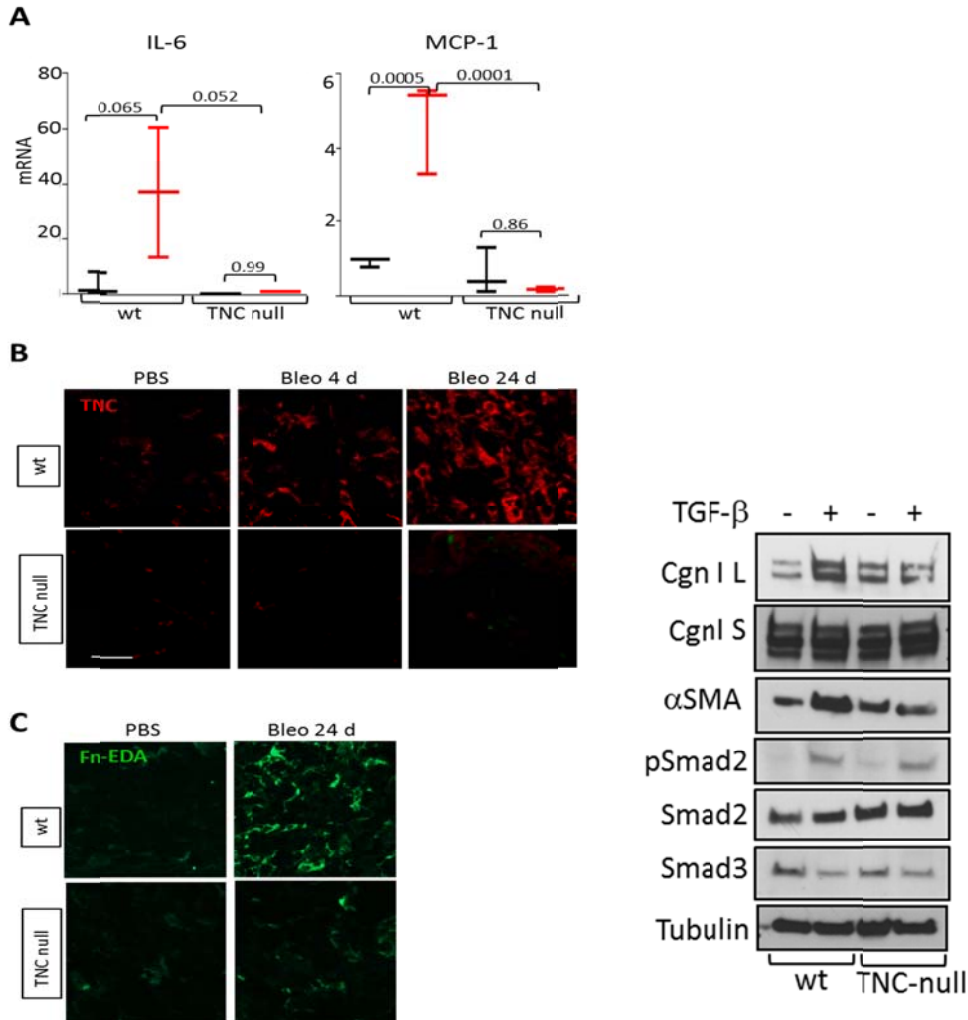 A
IL-6
MCP-1
mRNA
80
60
40
20
0.065
0.052
0.99
wt
TNC null
6
4
2
0.0005
0.0001
0.86
wt
TNC null
B
PBS
Bleo 4 d
Bleo 24 d
TNC
wt
TNC null
C
PBS
Bleo 24 d
Fn-EDA
wt
TNC null
TGF-β - + - +
Cgn I L
CgnI S
αSMA
pSmad2
Smad2
Smad3
Tubulin
wt TNC-null